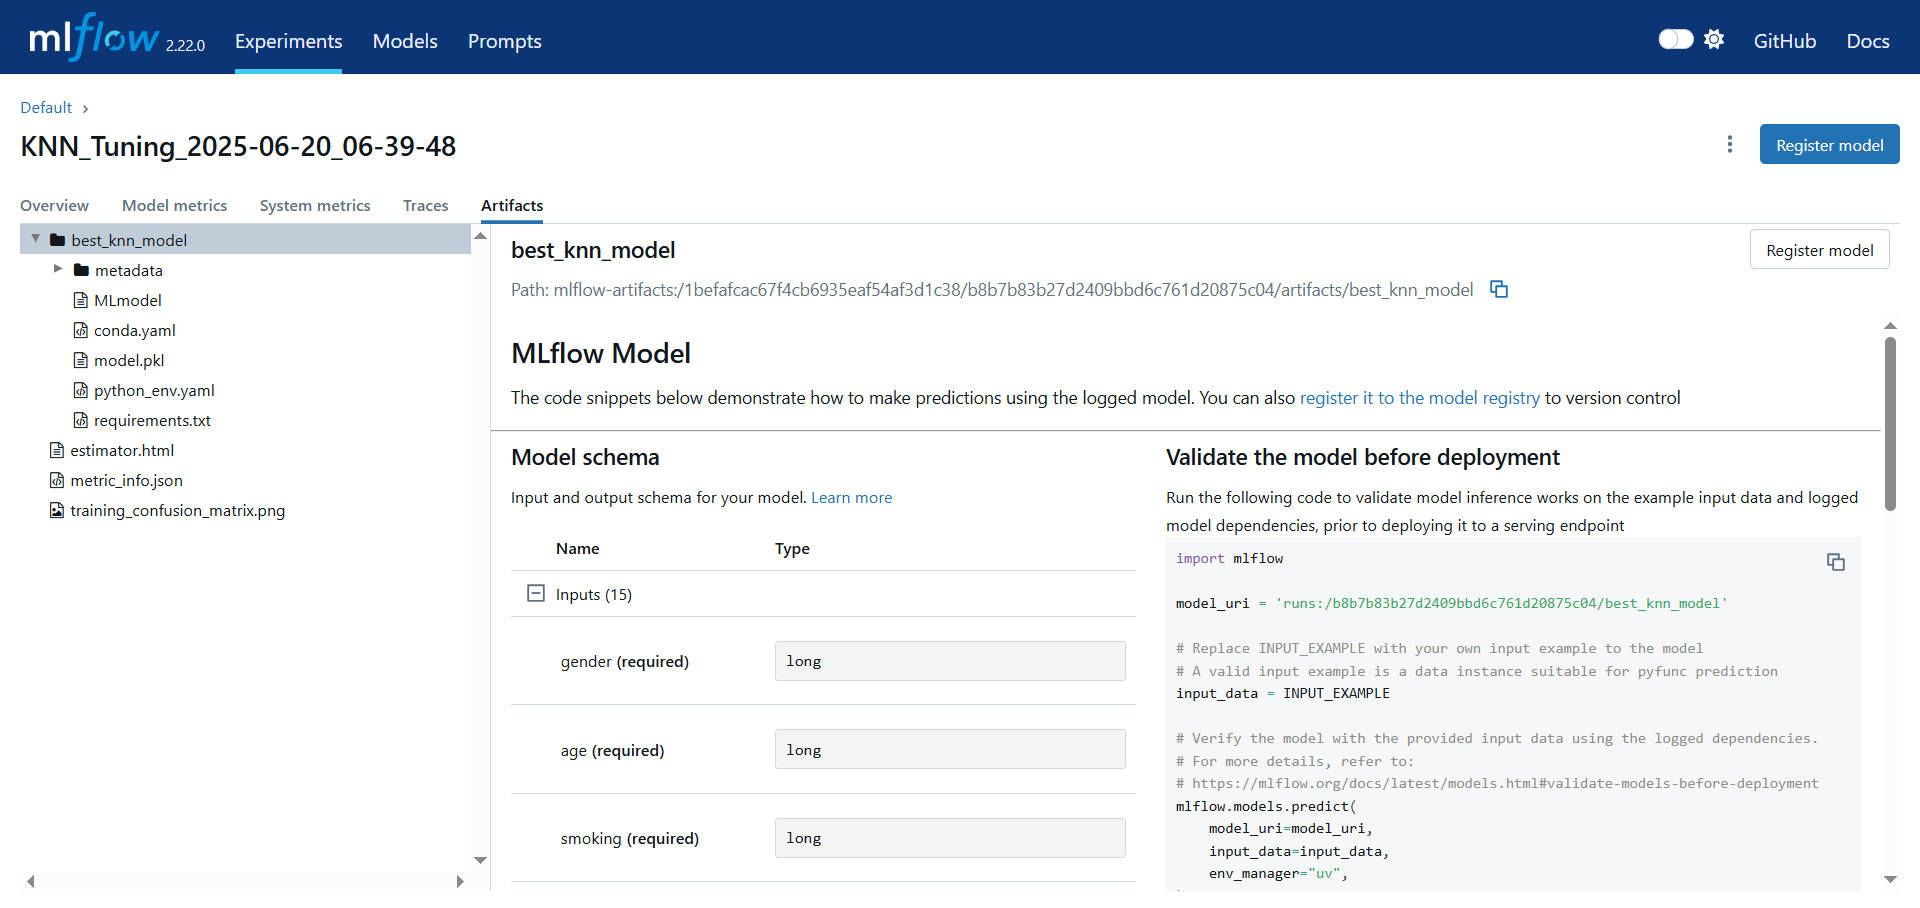 mlflow 2.22.0 Experiments Models Prompts GitHub Docs
Default
KNN_Tuning_2025-06-20_06-39-48
Register model
Overview Model metrics System metrics Traces Artifacts
best_knn_model
metadata
MLmodel
conda.yaml
model.pkl
python_env.yaml
requirements.txt
estimator.html
metric_info.json
training_confusion_matrix.png
best_knn_model
Register model
Path: mlflow-artifacts:/1befafcac67f4cb6935eaf54af3d1c38/b8b7b83b27d2409bbd6c761d20875c04/artifacts/best_knn_model
MLflow Model
The code snippets below demonstrate how to make predictions using the logged model. You can also register it to the model registry to version control
Model schema
Input and output schema for your model. Learn more
Name Type
Inputs (15)
gender (required) long
age (required) long
smoking (required) long
Validate the model before deployment
Run the following code to validate model inference works on the example input data and logged
model dependencies, prior to deploying it to a serving endpoint
import mlflow
model_uri = 'runs:/b8b7b83b27d2409bbd6c761d20875c04/best_knn_model'
# Replace INPUT_EXAMPLE with your own input example to the model
# A valid input example is a data instance suitable for pyfunc prediction
input_data = INPUT_EXAMPLE
# Verify the model with the provided input data using the logged dependencies.
# For more details, refer to:
# https://mlflow.org/docs/latest/models.html#validate-models-before-deployment
mlflow.models.predict(
model_uri=model_uri,
input_data=input_data,
env_manager="uv",